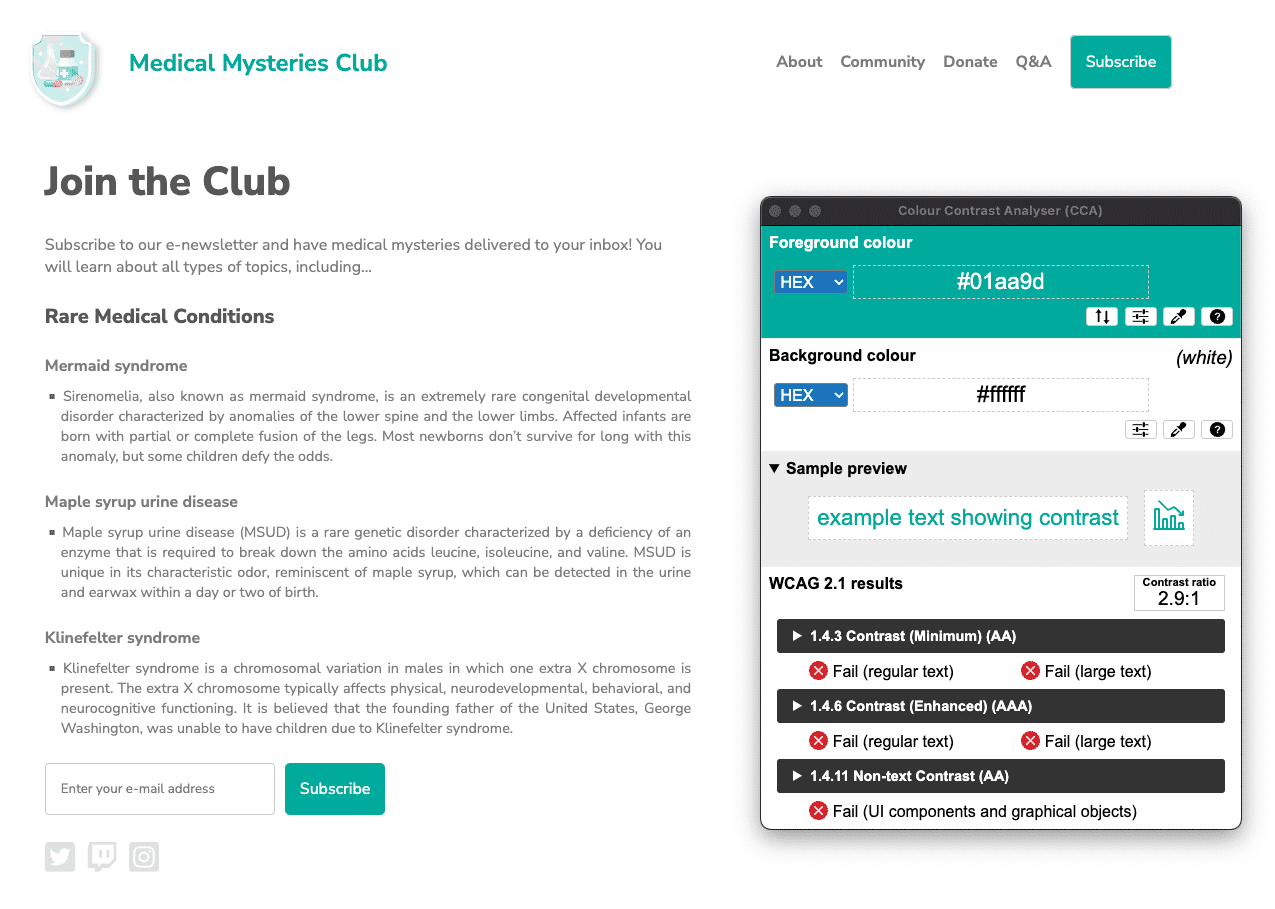 Medical Mysteries Club
About Community Donate Q&A Subscribe
Join the Club
Subscribe to our e-newsletter and have medical mysteries delivered to your inbox! You
will learn about all types of topics, including...
Rare Medical Conditions
Mermaid syndrome
▪ Sirenomelia, also known as mermaid syndrome, is an extremely rare congenital developmental
disorder characterized by anomalies of the lower spine and the lower limbs. Affected infants are
born with partial or complete fusion of the legs. Most newborns don't survive for long with this
anomaly, but some children defy the odds.
Maple syrup urine disease
▪ Maple syrup urine disease (MSUD) is a rare genetic disorder characterized by a deficiency of an
enzyme that is required to break down the amino acids leucine, isoleucine, and valine. MSUD is
unique in its characteristic odor, reminiscent of maple syrup, which can be detected in the urine
and earwax within a day or two of birth.
Klinefelter syndrome
▪ Klinefelter syndrome is a chromosomal variation in males in which one extra X chromosome is
present. The extra X chromosome typically affects physical, neurodevelopmental, behavioral, and
neurocognitive functioning. It is believed that the founding father of the United States, George
Washington, was unable to have children due to Klinefelter syndrome.
Enter your e-mail address
Subscribe
Colour Contrast Analyser (CCA)
Foreground colour
HEX #01aa9d
Background colour (white)
HEX #ffffff
▼ Sample preview
example text showing contrast
WCAG 2.1 results
Contrast ratio
2.9:1
1.4.3 Contrast (Minimum) (AA)
Fail (regular text) Fail (large text)
1.4.6 Contrast (Enhanced) (AAA)
Fail (regular text) Fail (large text)
1.4.11 Non-text Contrast (AA)
Fail (UI components and graphical objects)